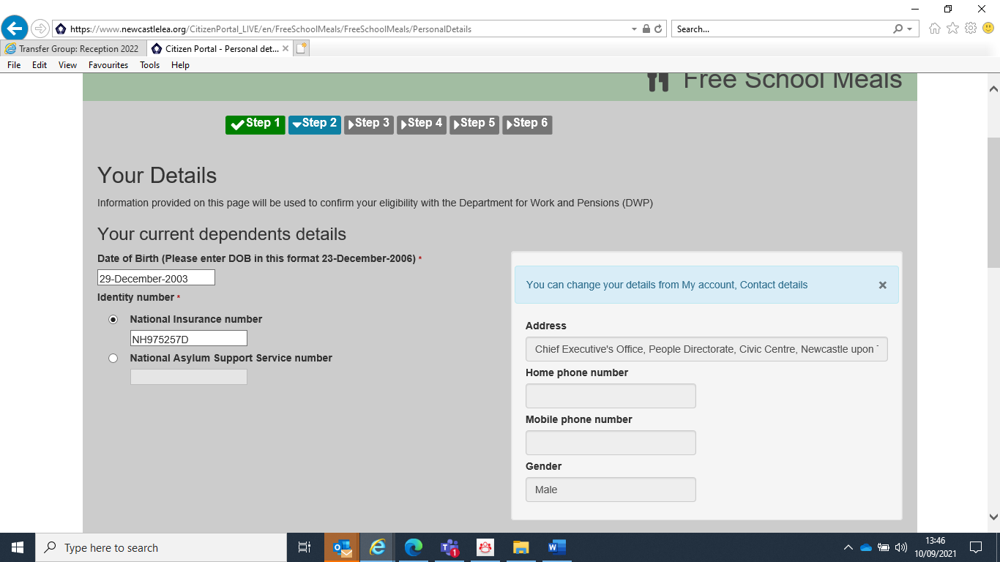 https://www.newcastlelea.org/CitizenPortal_LIVE/en/FreeSchoolMeals/FreeSchoolMeals/PersonalDetails
Search...
Transfer Group: Reception 2022
Citizen Portal - Personal det...
File Edit View Favourites Tools Help
Free School Meals
Step 1 Step 2 Step 3 Step 4 Step 5 Step 6
Your Details
Information provided on this page will be used to confirm your eligibility with the Department for Work and Pensions (DWP)
Your current dependents details
Date of Birth (Please enter DOB in this format 23-December-2006) *
29-December-2003
Identity number *
National Insurance number
NH975257D
National Asylum Support Service number
You can change your details from My account, Contact details
Address
Chief Executive's Office, People Directorate, Civic Centre, Newcastle upon
Home phone number
Mobile phone number
Gender
Male
Type here to search
1
13:46
10/09/2021